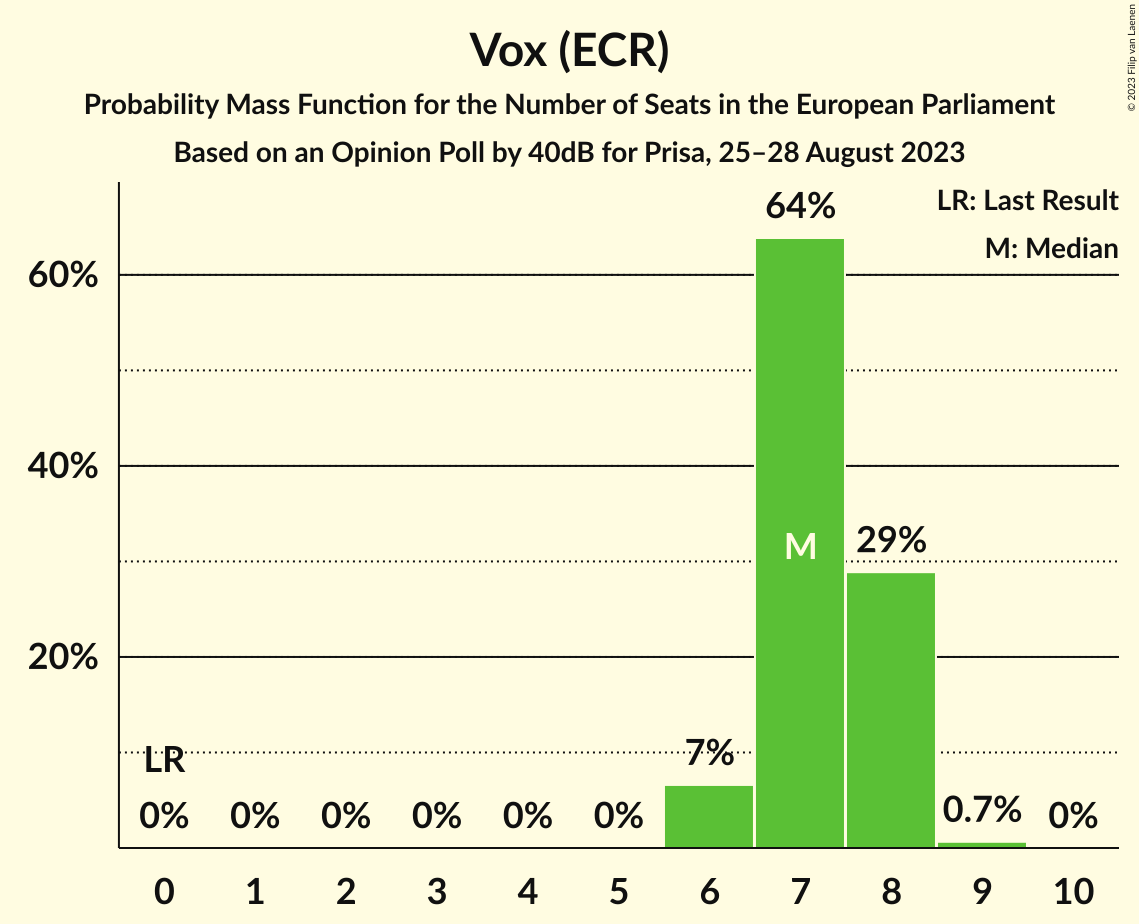 Vox (ECR)
Probability Mass Function for the Number of Seats in the European Parliament
Based on an Opinion Poll by 40dB for Prisa, 25–28 August 2023
© 2023 Filip van Laenen
LR: Last Result
M: Median
60%
40%
20%
64%
M
29%
7%
0.7%
LR
0% 0% 0% 0% 0% 0% 0%
0 1 2 3 4 5 6 7 8 9 10